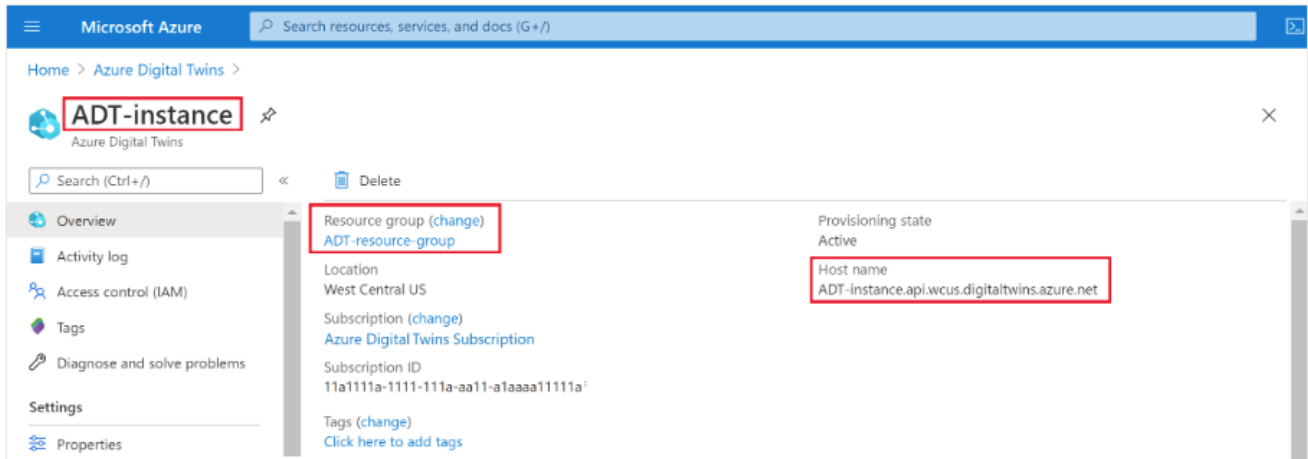 Microsoft Azure
Search resources, services, and docs (G+/)
Home > Azure Digital Twins >
ADT-instance
Azure Digital Twins
Search (Ctrl+/)
«
Delete
Overview
Activity log
Access control (IAM)
Tags
Diagnose and solve problems
Settings
Properties
Resource group (change)
ADT-resource-group
Location
West Central US
Subscription (change)
Azure Digital Twins Subscription
Subscription ID
11a1111a-1111-111a-aa11-a1aaaa11111a
Tags (change)
Click here to add tags
Provisioning state
Active
Host name
ADT-instance.api.wcus.digitaltwins.azure.net